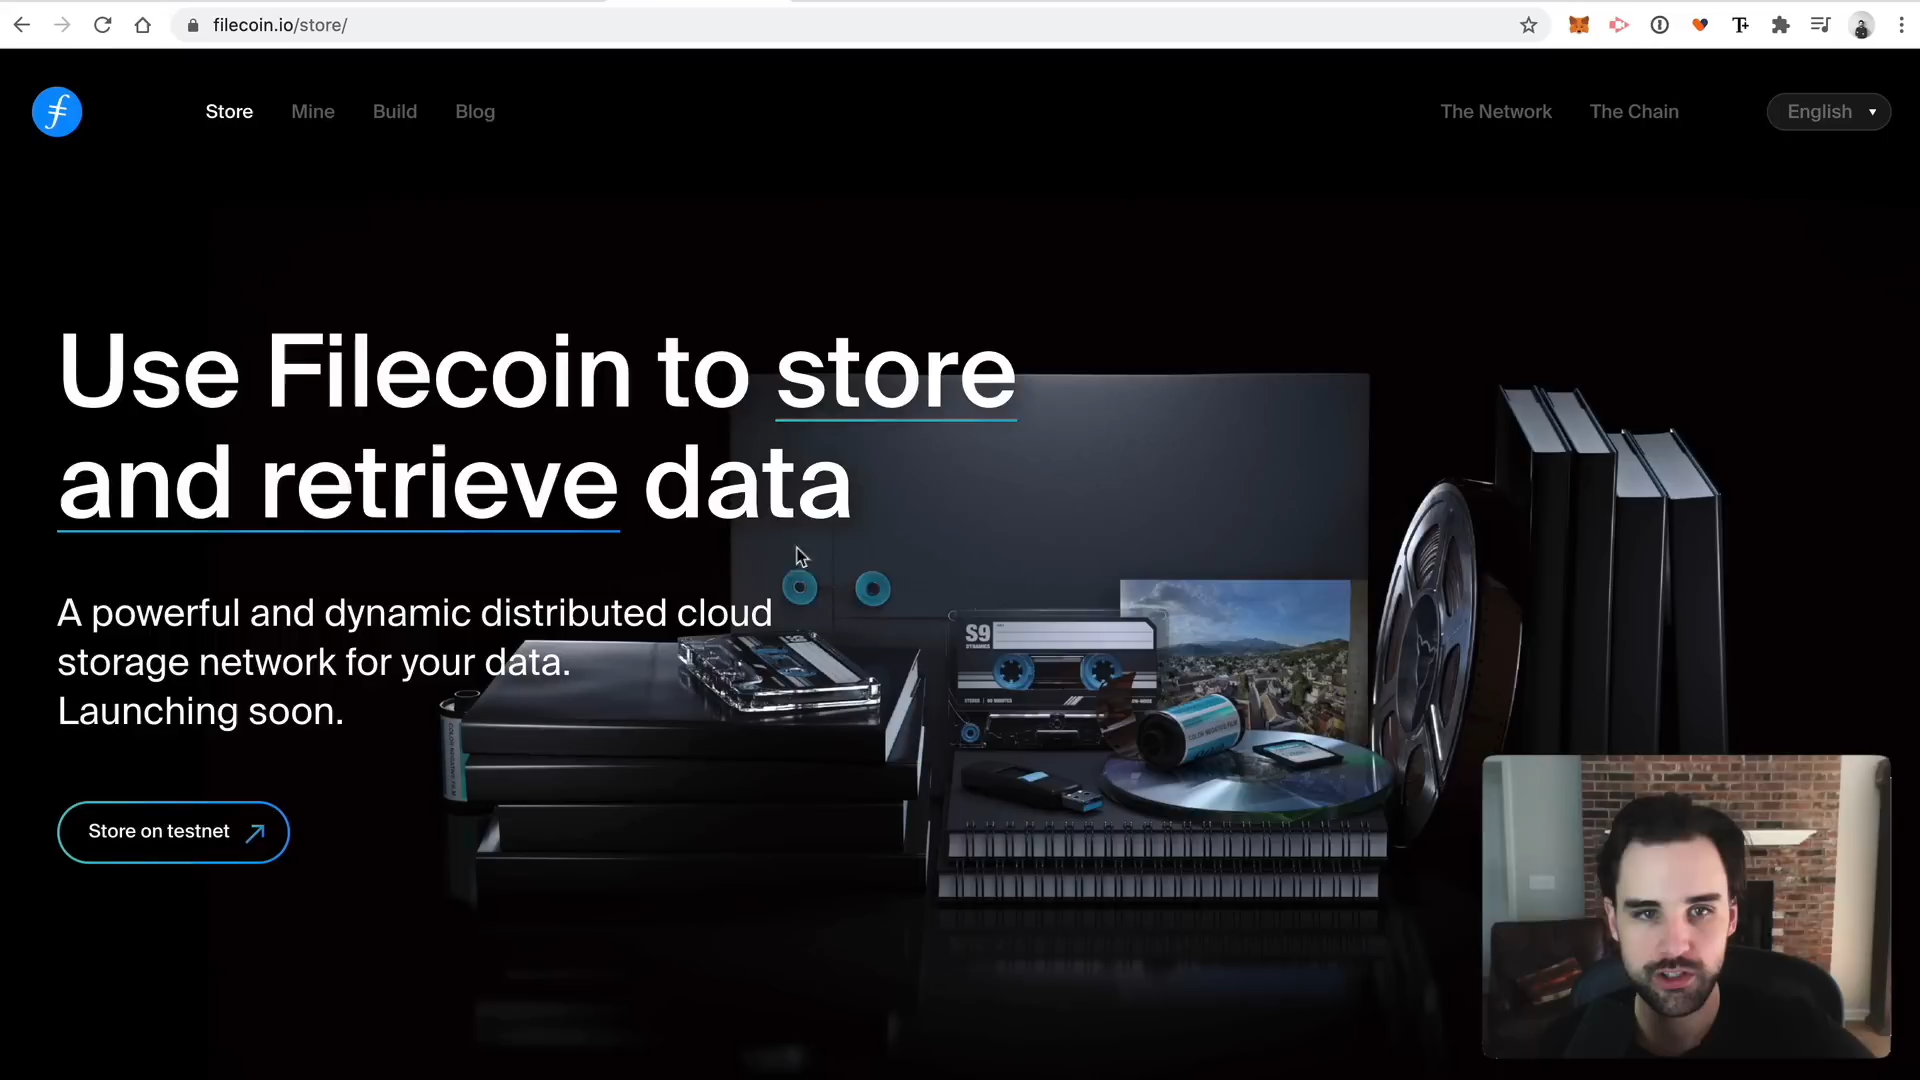 filecoin.io/store/
Store Mine Build Blog
The Network The Chain English
Use Filecoin to store
and retrieve data
A powerful and dynamic distributed cloud
storage network for your data.
Launching soon.
Store on testnet
S9
DYNAMICS